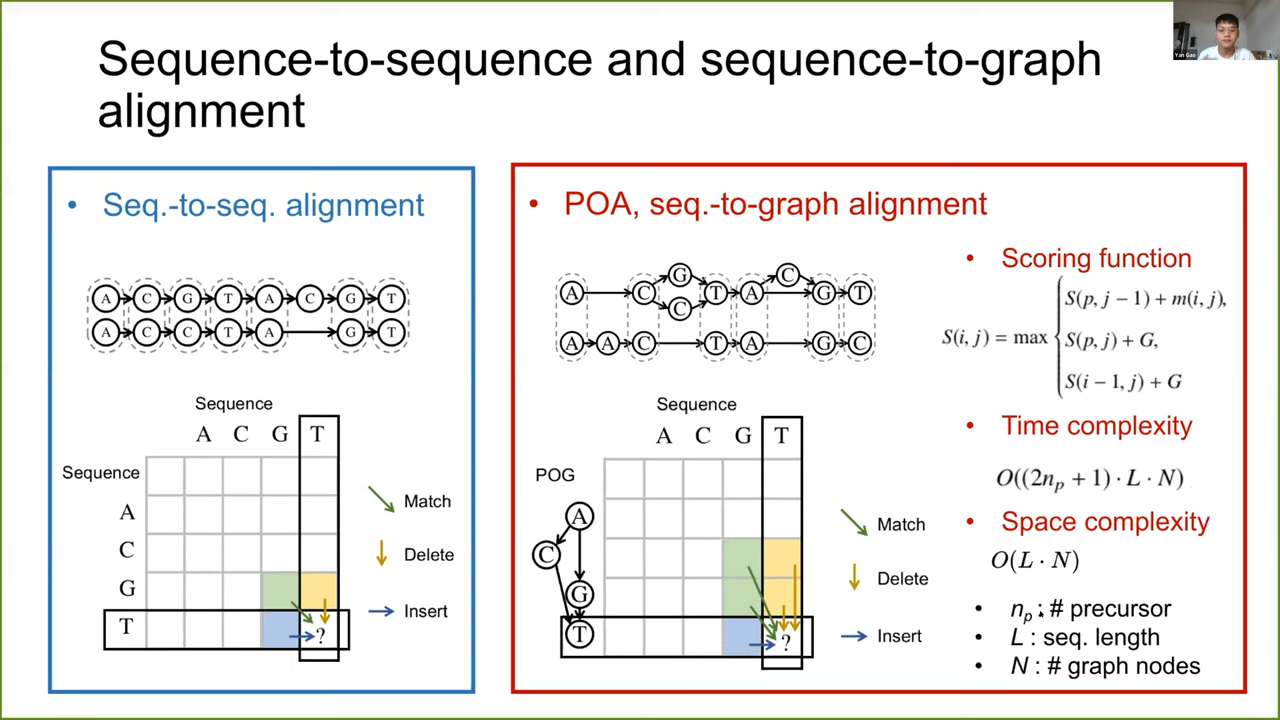 Sequence-to-sequence and sequence-to-graph
alignment
Yan Gao
• Seq.-to-seq. alignment
A C G T A C G T
A C C T A G T
Sequence
A C G T
Sequence
A
C
G
T
?
Match
Delete
Insert
• POA, seq.-to-graph alignment
G C
A C T A G T
C
A A C T A G C
Sequence
A C G T
POG
A
C
G
T
?
Match
Delete
Insert
• Scoring function
S(i, j) = max { S(p, j − 1) + m(i, j),
S(p, j) + G,
S(i − 1, j) + G
• Time complexity
O((2n_p + 1) · L · N)
• Space complexity
O(L · N)
• n_p : # precursor
• L : seq. length
• N : # graph nodes